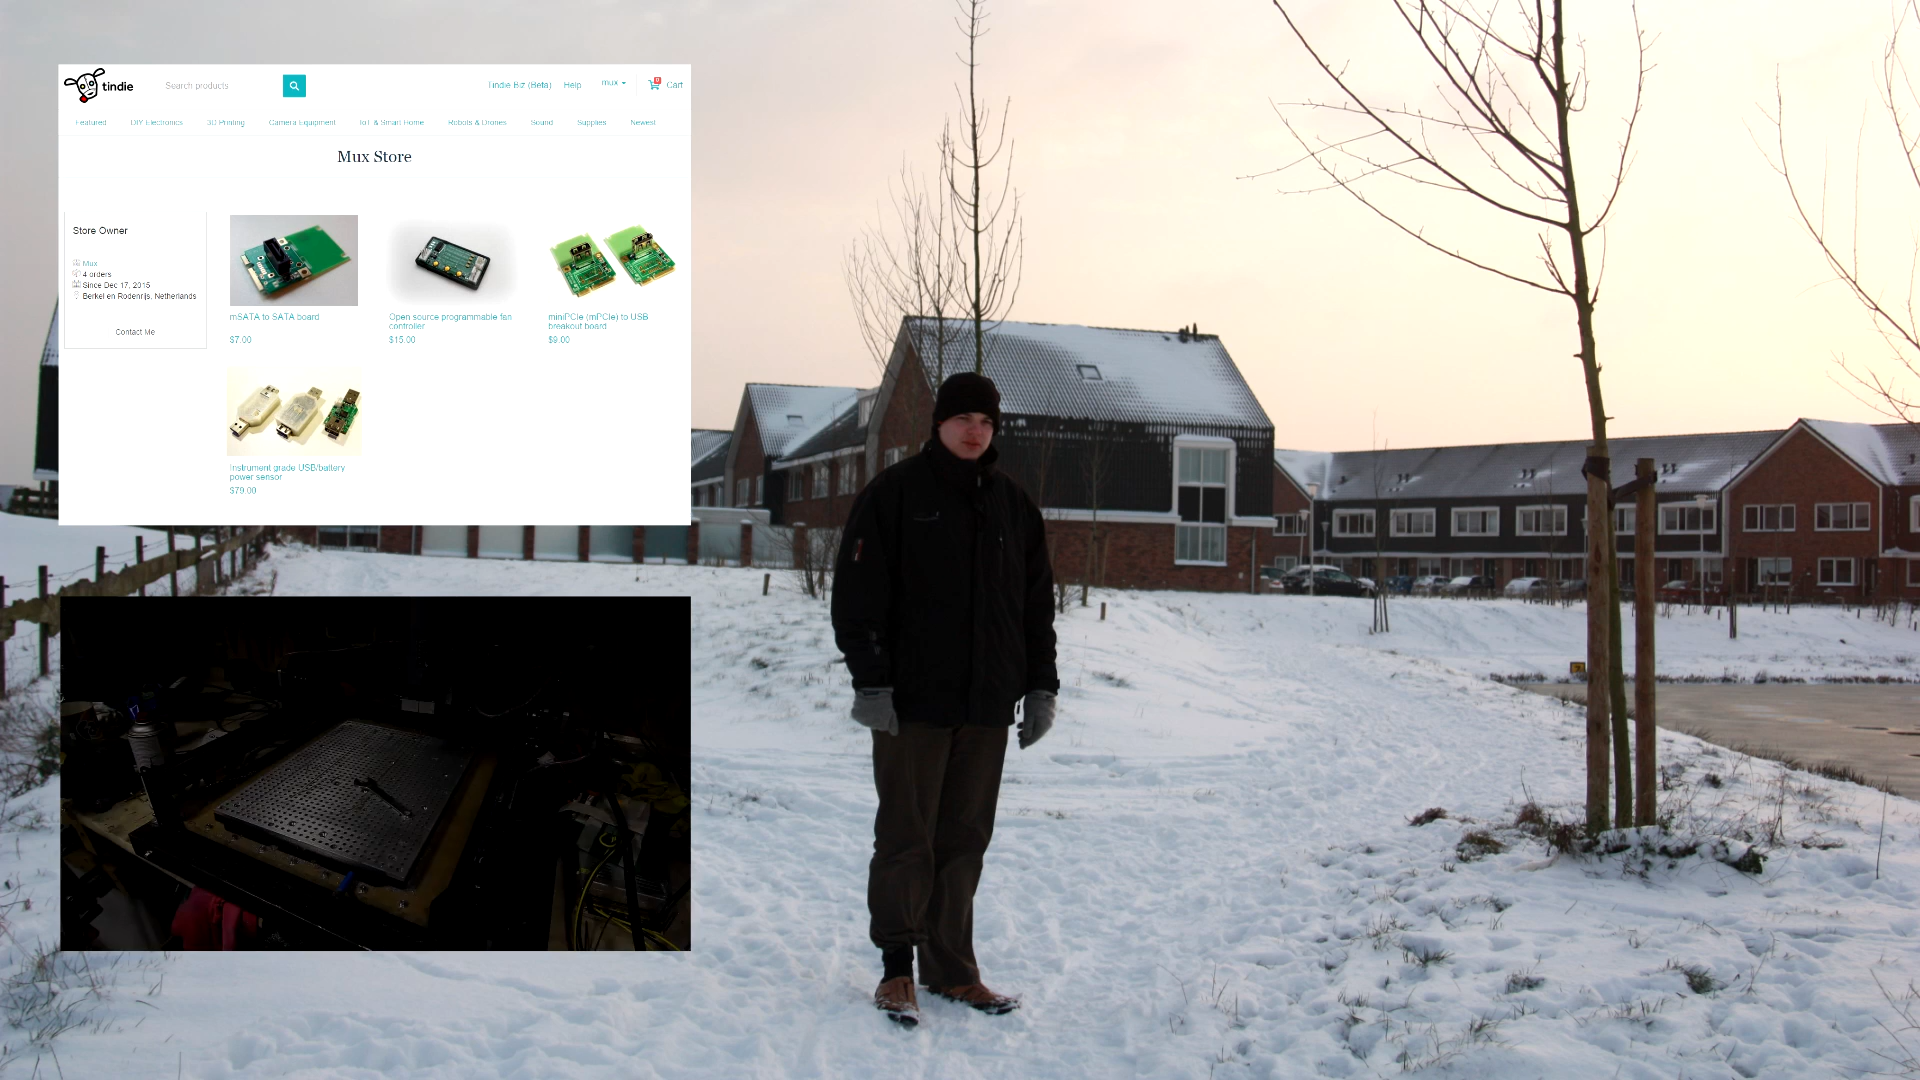 tindie
Search products
Tindie Biz (Beta)
Help
mux
0
Cart
Featured
DIY Electronics
3D Printing
Camera Equipment
IoT & Smart Home
Robots & Drones
Sound
Supplies
Newest
Mux Store
Store Owner
Mux
4 orders
Since Dec 17, 2015
Berkel en Rodenrijs, Netherlands
Contact Me
mSATA to SATA board
$7.00
Open source programmable fan
controller
$15.00
miniPCIe (mPCIe) to USB
breakout board
$9.00
Instrument grade USB/battery
power sensor
$79.00